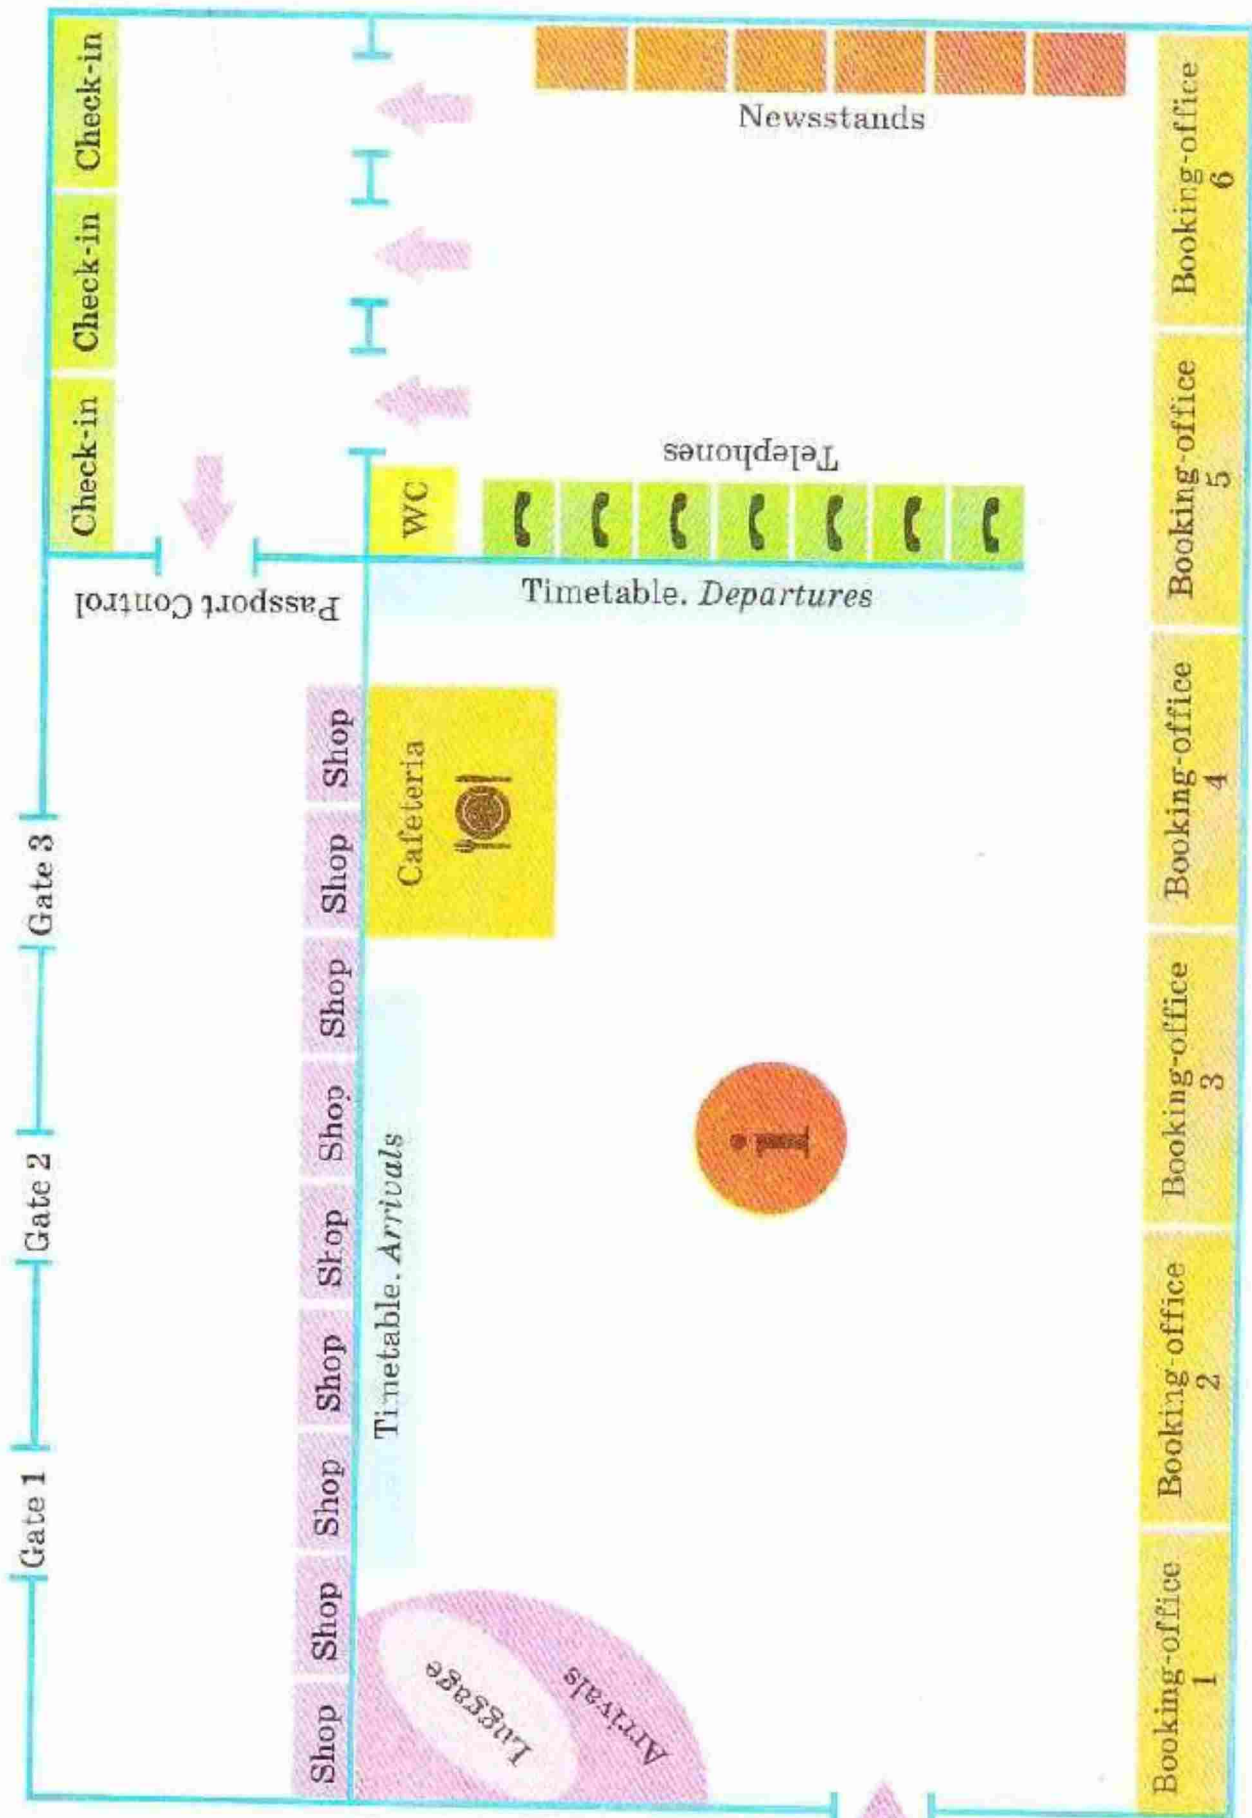 Gate 1
Gate 2
Gate 3
Check-in
Check-in
Check-in
Passport Control
Shop
Shop
Shop
Shop
Shop
Shop
Shop
Shop
Shop
Luggage
Arrivals
Timetable. Arrivals
Cafeteria
WC
Timetable. Departures
Telephones
Newsstands
i
Booking-office
1
Booking-office
2
Booking-office
3
Booking-office
4
Booking-office
5
Booking-office
6